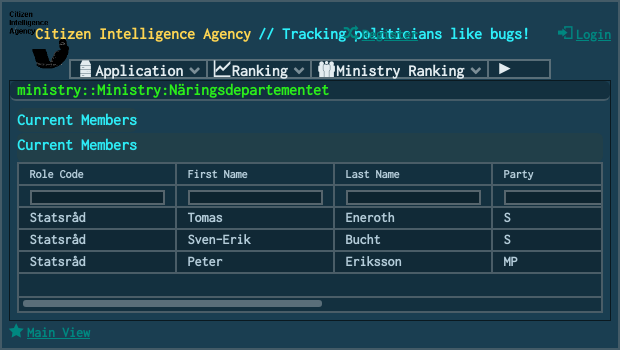 Citizen
Intelligence
Agency
Citizen Intelligence Agency // Tracking politicians like bugs!
Register
Login
Application
Ranking
Ministry Ranking
ministry::Ministry:Näringsdepartementet
Current Members
Current Members
Role Code First Name Last Name Party
Statsråd Tomas Eneroth S
Statsråd Sven-Erik Bucht S
Statsråd Peter Eriksson MP
Main View